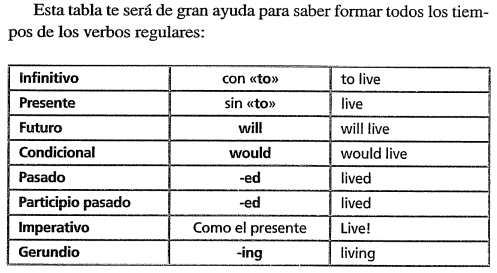 Esta tabla te será de gran ayuda para saber formar todos los tiem-
pos de los verbos regulares:
Infinitivo con «to» to live
Presente sin «to» live
Futuro will will live
Condicional would would live
Pasado -ed lived
Participio pasado -ed lived
Imperativo Como el presente Live!
Gerundio -ing living